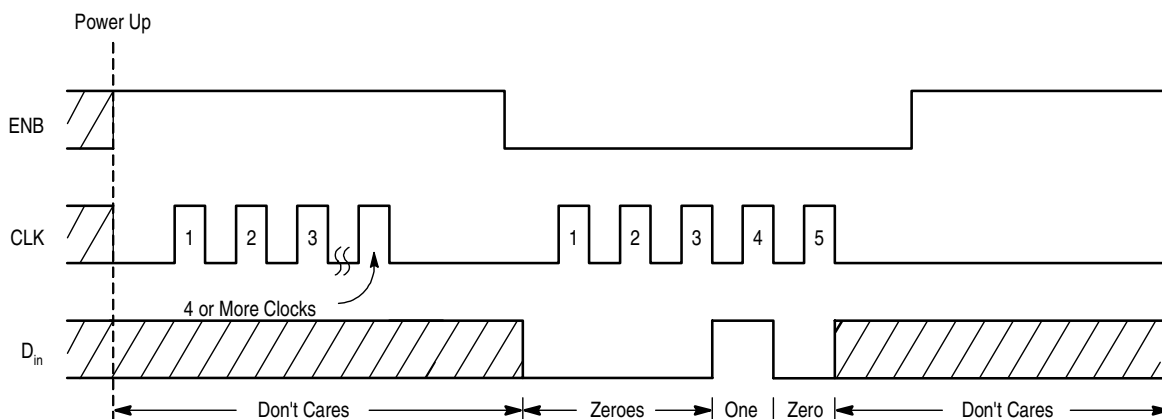 Power Up
ENB
CLK
1 2 3
1 2 3 4 5
4 or More Clocks
Din
Don't Cares Zeroes One Zero Don't Cares